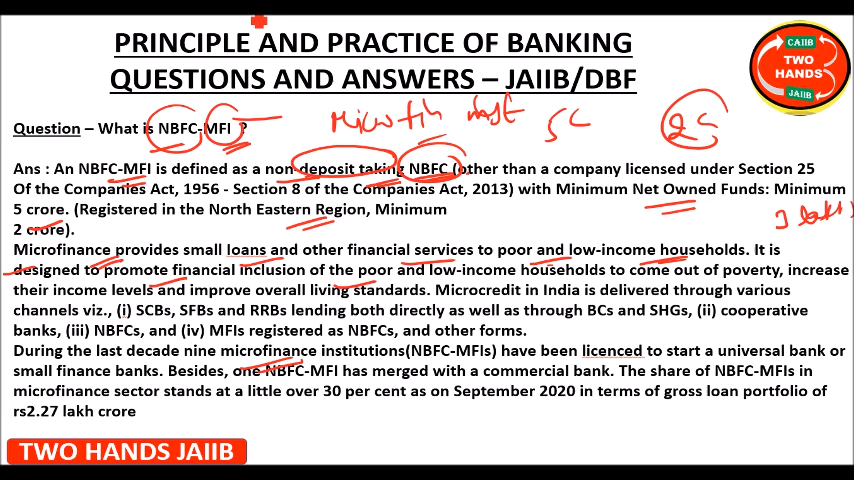 PRINCIPLE AND PRACTICE OF BANKING
QUESTIONS AND ANSWERS – JAIIB/DBF
CAIIB
TWO
HANDS
JAIIB
Question – What is NBFC-MFI ?
Micro fin
5c
2c
Ans : An NBFC-MFI is defined as a non deposit taking NBFC (other than a company licensed under Section 25
Of the Companies Act, 1956 - Section 8 of the Companies Act, 2013) with Minimum Net Owned Funds: Minimum
5 crore. (Registered in the North Eastern Region, Minimum
3 lakh
2 crore).
Microfinance provides small loans and other financial services to poor and low-income households. It is
designed to promote financial inclusion of the poor and low-income households to come out of poverty, increase
their income levels and improve overall living standards. Microcredit in India is delivered through various
channels viz., (i) SCBs, SFBs and RRBs lending both directly as well as through BCs and SHGs, (ii) cooperative
banks, (iii) NBFCs, and (iv) MFIs registered as NBFCs, and other forms.
During the last decade nine microfinance institutions(NBFC-MFIs) have been licenced to start a universal bank or
small finance banks. Besides, one NBFC-MFI has merged with a commercial bank. The share of NBFC-MFIs in
microfinance sector stands at a little over 30 per cent as on September 2020 in terms of gross loan portfolio of
rs2.27 lakh crore
TWO HANDS JAIIB